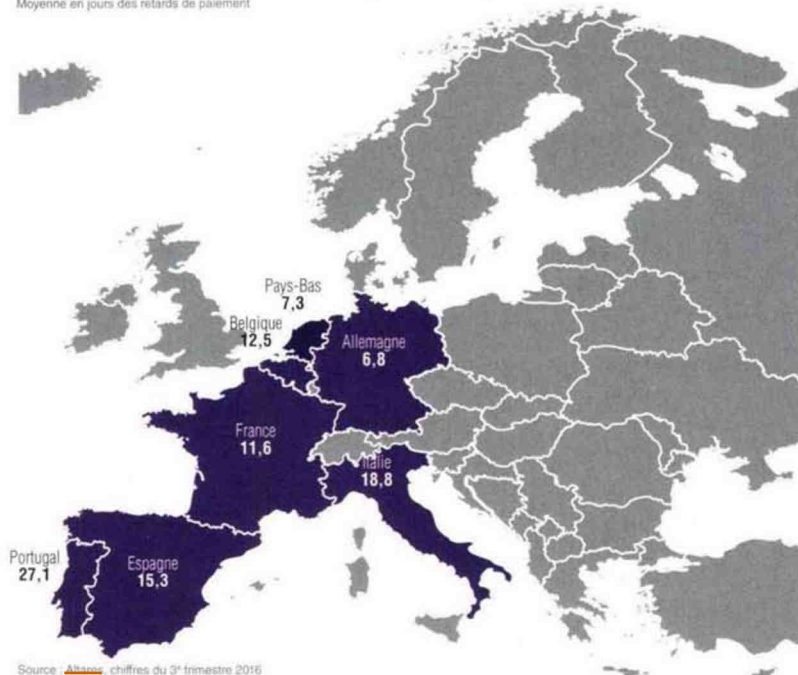 Moyenne en jours des retards de paiement
Pays-Bas
7,3
Belgique
12,5
Allemagne
6,8
France
11,6
Italie
18,8
Portugal
27,1
Espagne
15,3
Source : Altares, chiffres du 3e trimestre 2016